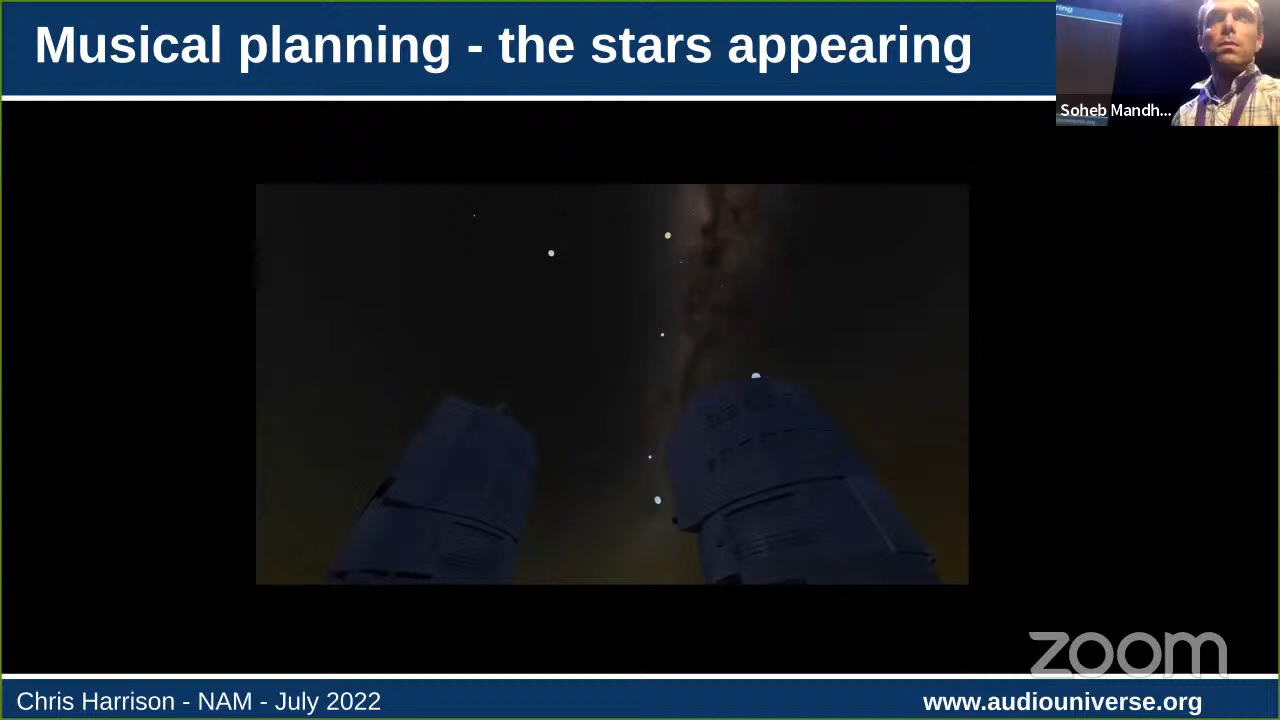 Musical planning - the stars appearing
Soheb Mandh...
zoom
Chris Harrison - NAM - July 2022
www.audiouniverse.org